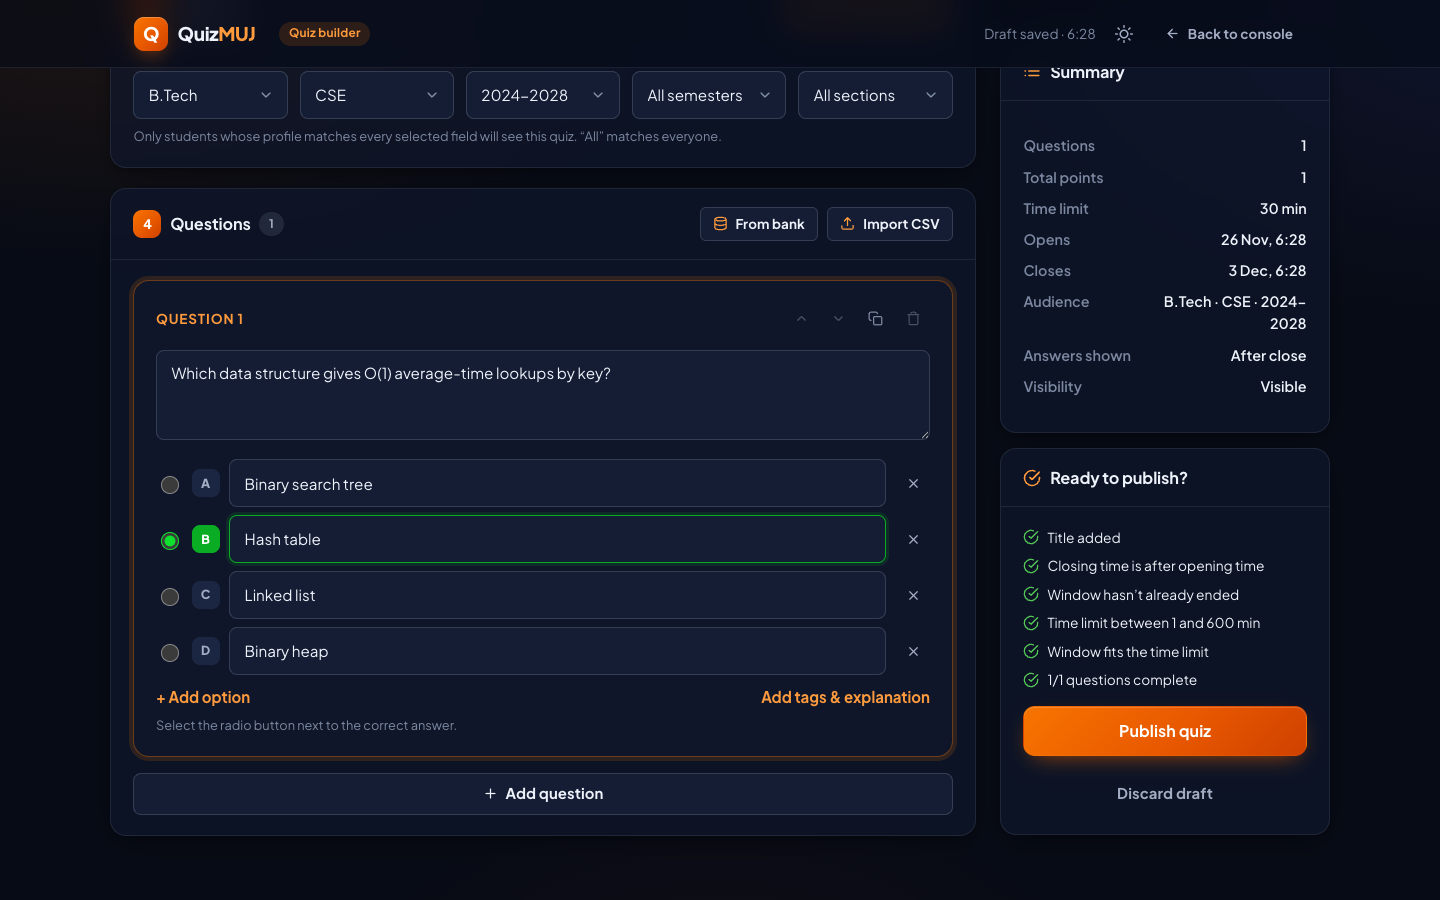 Q QuizMUJ Quiz builder Draft saved · 6:28 Back to console
B.Tech CSE 2024–2028 All semesters All sections
Only students whose profile matches every selected field will see this quiz. “All” matches everyone.
4 Questions 1 From bank Import CSV
QUESTION 1
Which data structure gives O(1) average-time lookups by key?
A Binary search tree
B Hash table
C Linked list
D Binary heap
+ Add option Add tags & explanation
Select the radio button next to the correct answer.
+ Add question
Summary
Questions 1
Total points 1
Time limit 30 min
Opens 26 Nov, 6:28
Closes 3 Dec, 6:28
Audience B.Tech · CSE · 2024–
2028
Answers shown After close
Visibility Visible
Ready to publish?
Title added
Closing time is after opening time
Window hasn’t already ended
Time limit between 1 and 600 min
Window fits the time limit
1/1 questions complete
Publish quiz
Discard draft